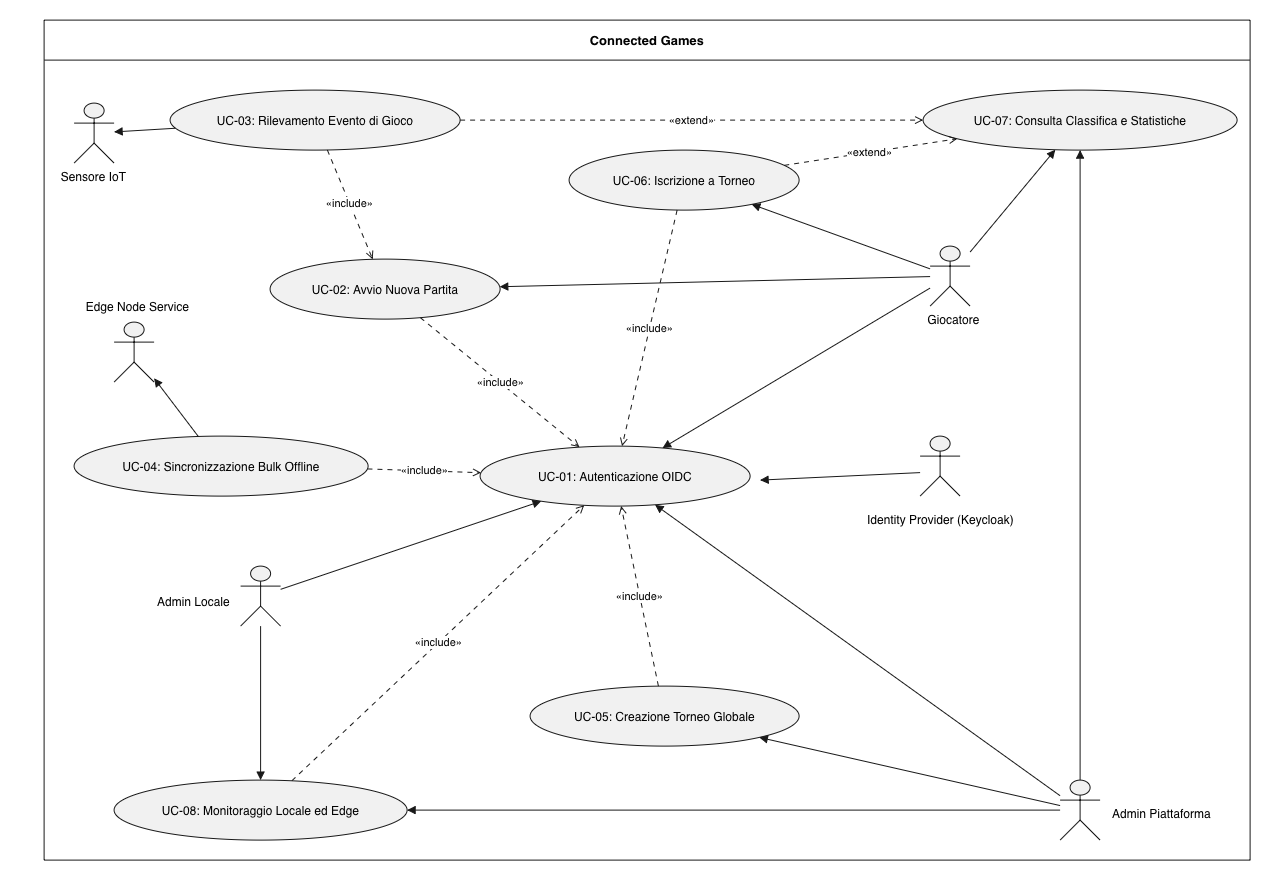 Connected Games
UC-03: Rilevamento Evento di Gioco
«extend»
UC-07: Consulta Classifica e Statistiche
Sensore IoT
«extend»
UC-06: Iscrizione a Torneo
«include»
UC-02: Avvio Nuova Partita
Edge Node Service
Giocatore
«include»
«include»
UC-04: Sincronizzazione Bulk Offline
«include»
UC-01: Autenticazione OIDC
Identity Provider (Keycloak)
Admin Locale
«include»
«include»
UC-05: Creazione Torneo Globale
UC-08: Monitoraggio Locale ed Edge
Admin Piattaforma